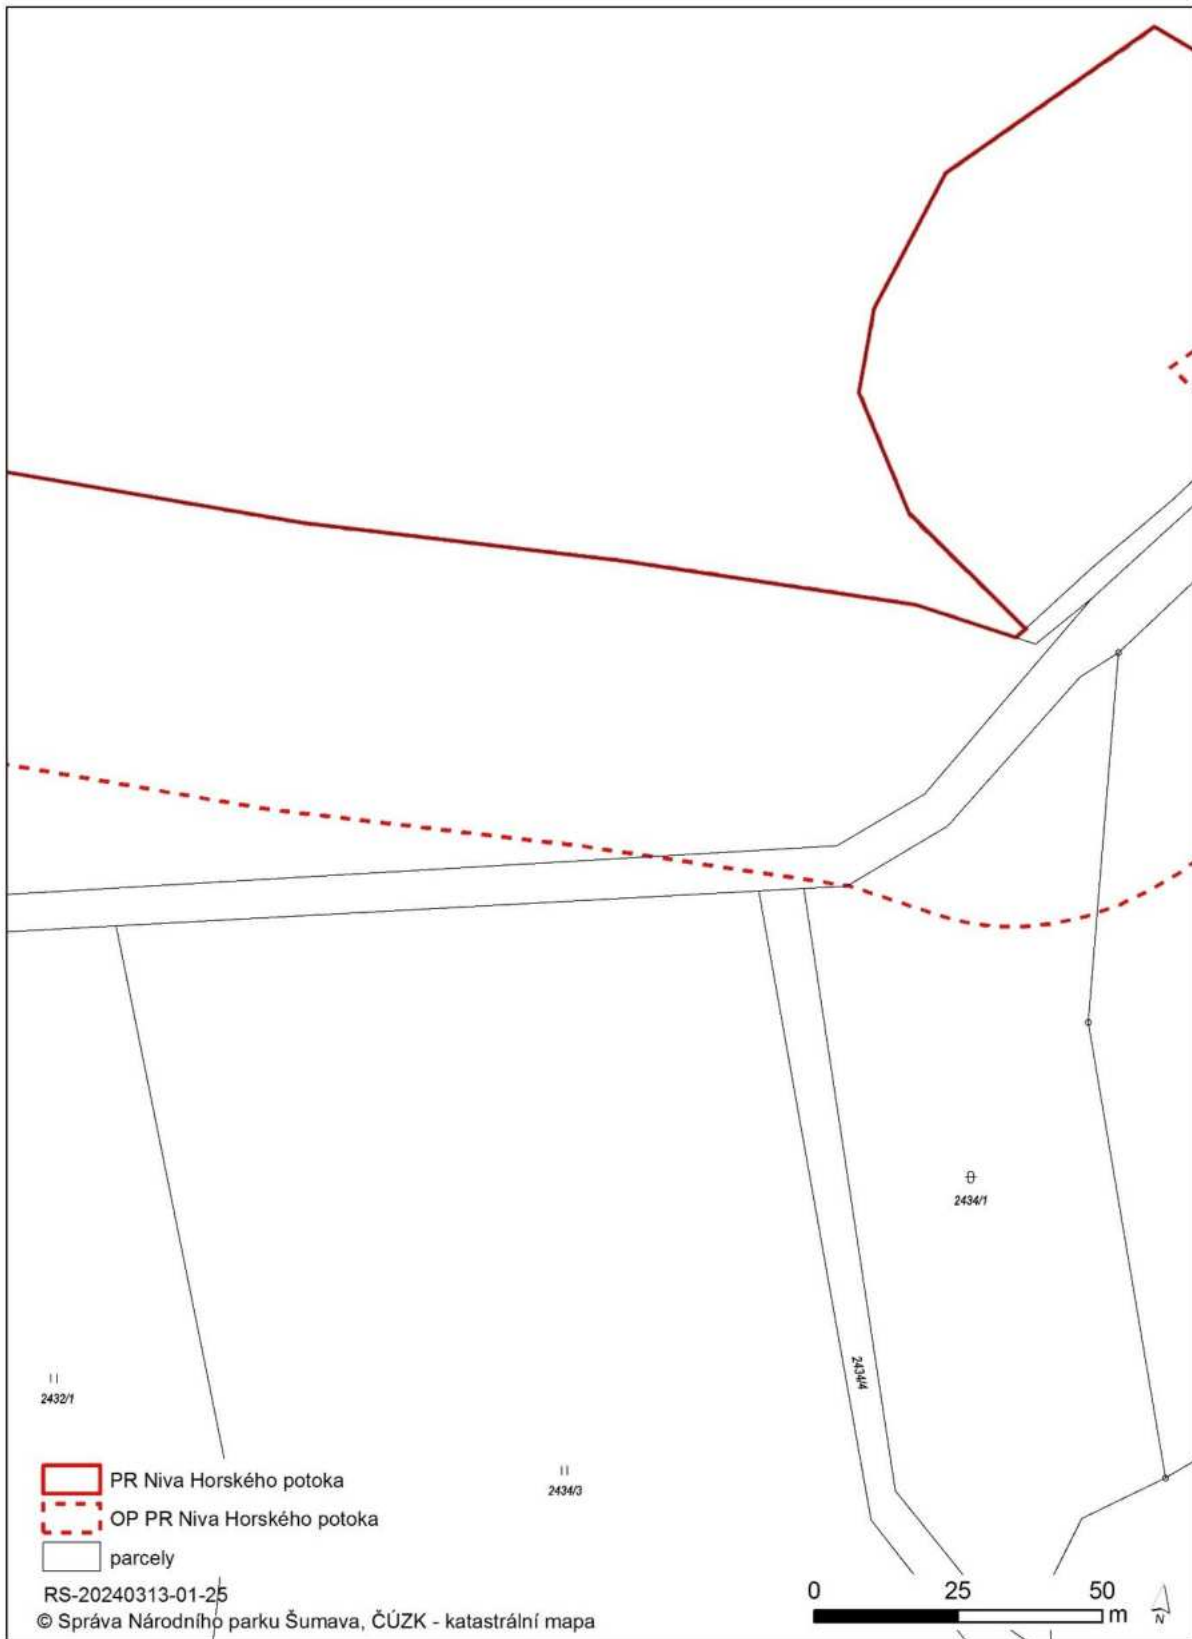 2434/1
2434/4
2432/1
2434/3
PR Niva Horského potoka
OP PR Niva Horského potoka
parcely
RS-20240313-01-25
© Správa Národního parku Šumava, ČÚZK - katastrální mapa
0 25 50
m
N